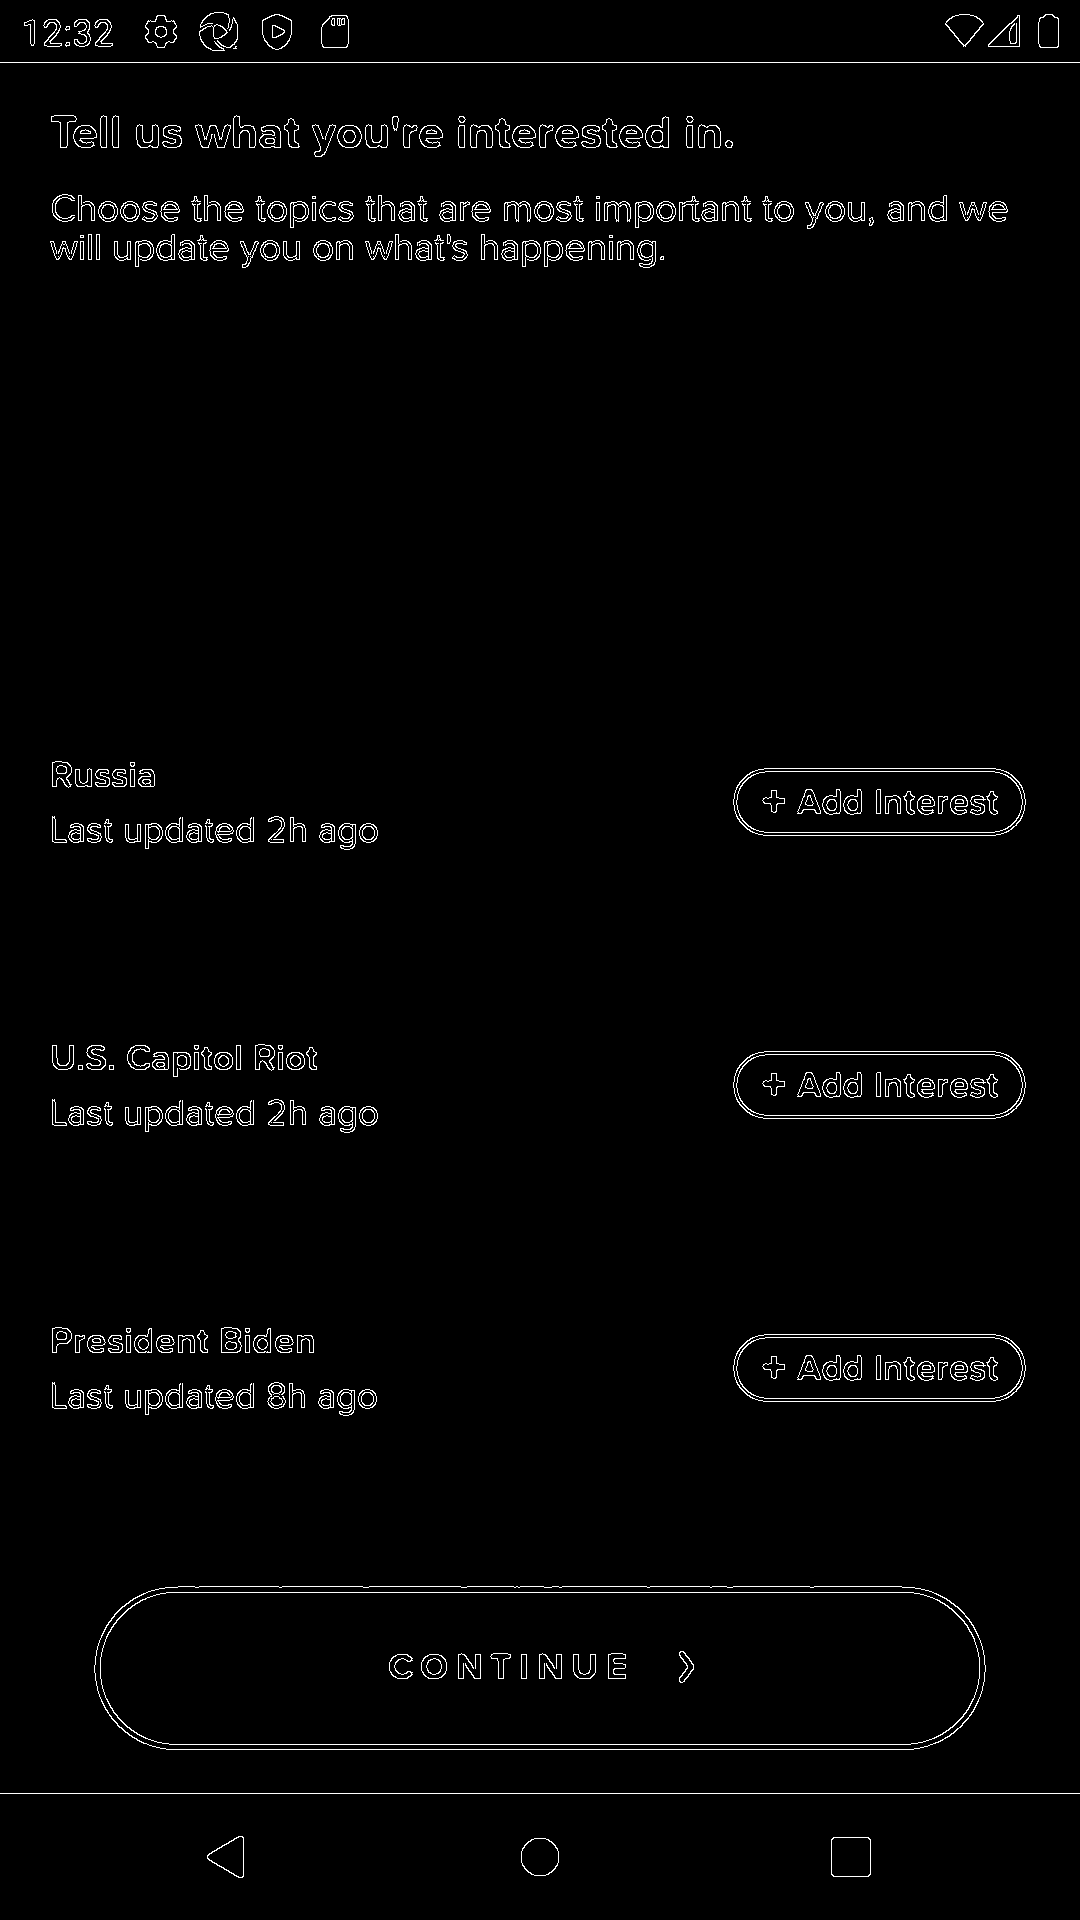 12:32
Tell us what you're interested in.
Choose the topics that are most important to you, and we
will update you on what's happening.
Russia
+ Add Interest
Last updated 2h ago
U.S. Capitol Riot
+ Add Interest
Last updated 2h ago
President Biden
+ Add Interest
Last updated 8h ago
CONTINUE